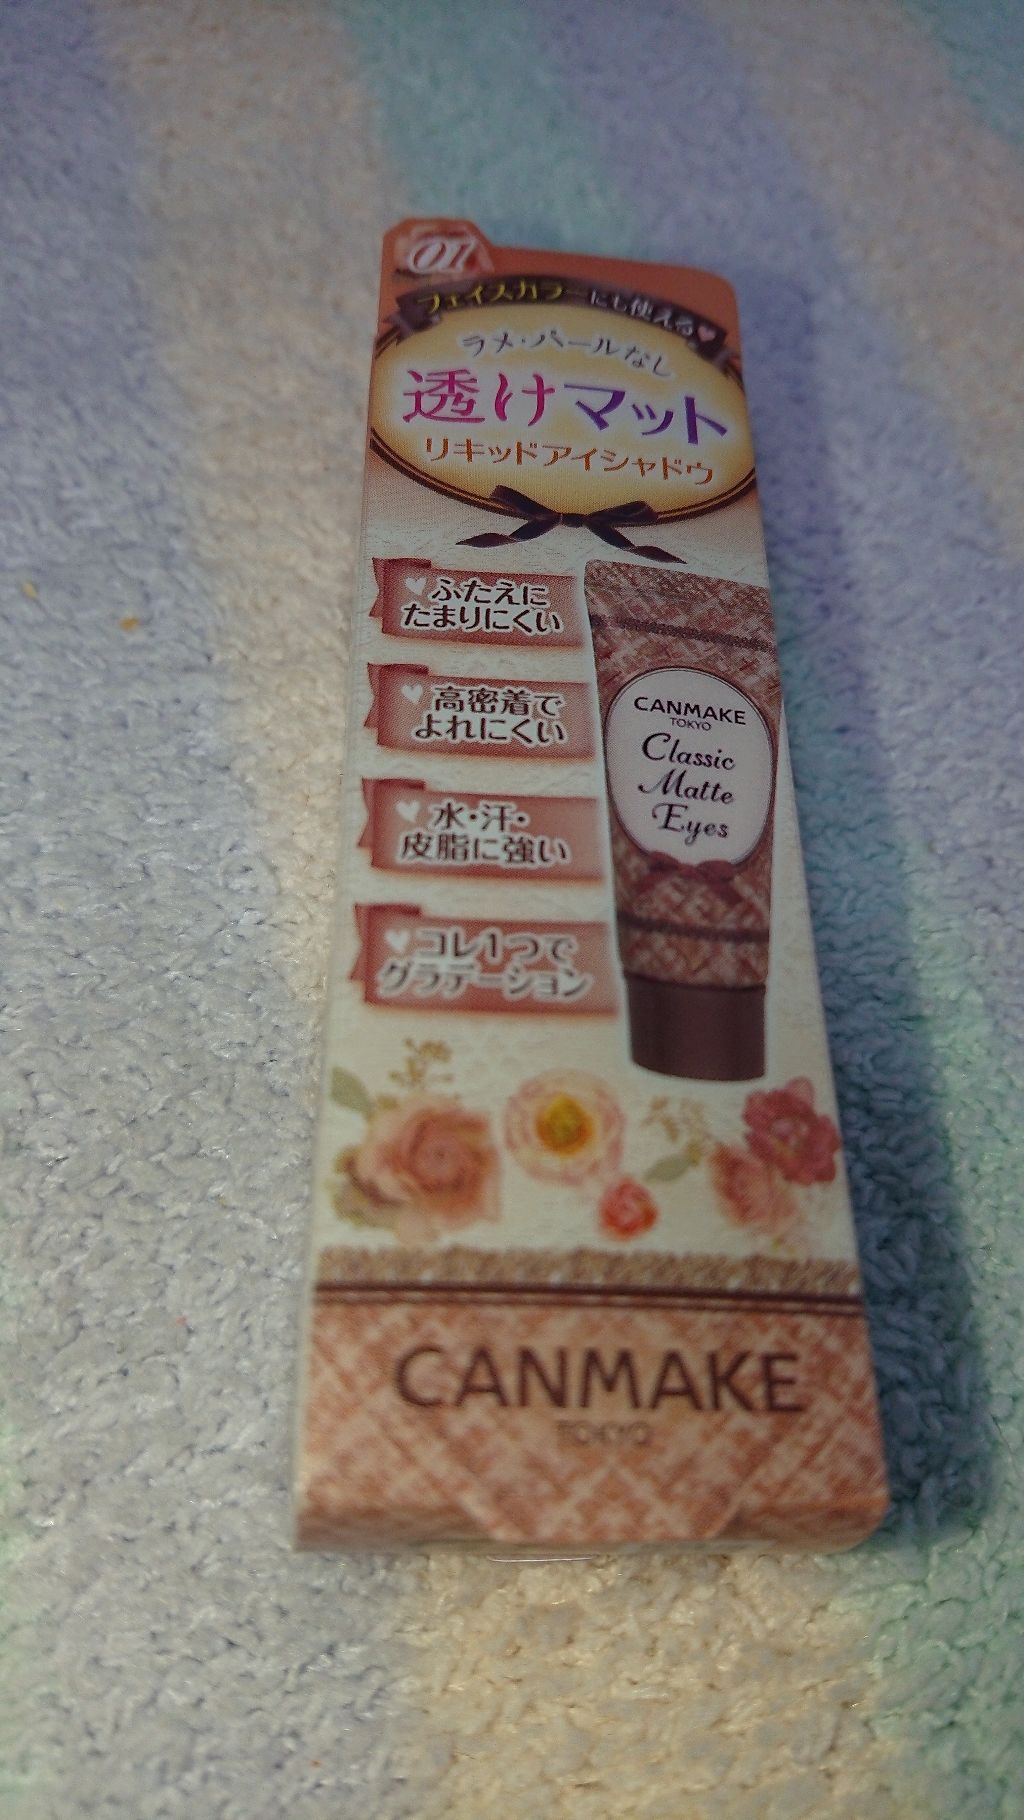 01
フェイスカラーにも使える♥
ラメ・パールなし
透けマット
リキッドアイシャドウ
♥ふたえに
たまりにくい
♥高密着で
よれにくい
♥水・汗・
皮脂に強い
♥コレ1つで
グラデーション
CANMAKE
TOKYO
Classic
Matte
Eyes
CANMAKE
TOKYO